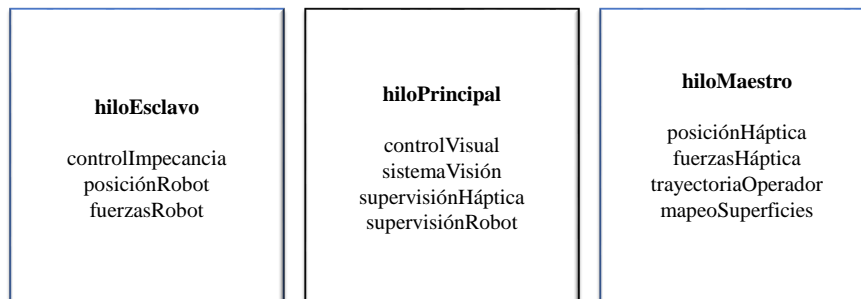 hiloEsclavo
controlImpecancia
posiciónRobot
fuerzasRobot
hiloPrincipal
controlVisual
sistemaVisión
supervisiónHáptica
supervisiónRobot
hiloMaestro
posiciónHáptica
fuerzasHáptica
trayectoriaOperador
mapeoSuperficies